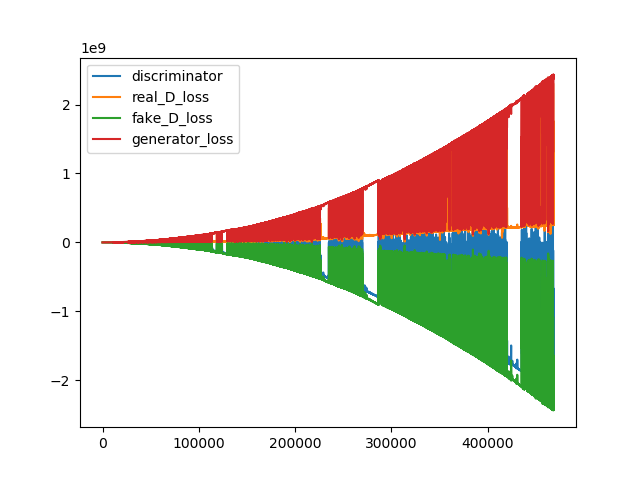 1e9
discriminator
real_D_loss
fake_D_loss
generator_loss
2
1
0
−1
−2
0 100000 200000 300000 400000